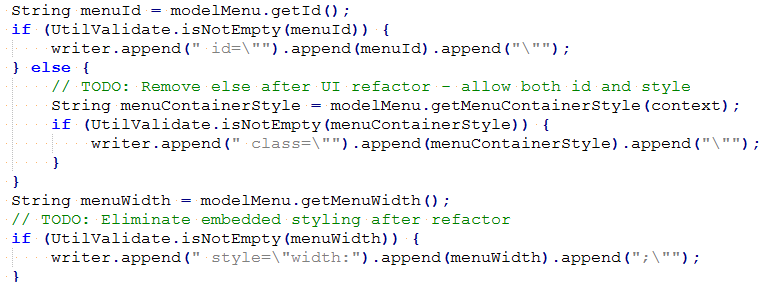 String menuId = modelMenu.getId();
if (UtilValidate.isNotEmpty(menuId)) {
    writer.append(" id=\"").append(menuId).append("\"");
} else {
    // TODO: Remove else after UI refactor - allow both id and style
    String menuContainerStyle = modelMenu.getMenuContainerStyle(context);
    if (UtilValidate.isNotEmpty(menuContainerStyle)) {
        writer.append(" class=\"").append(menuContainerStyle).append("\"");
    }
}
String menuWidth = modelMenu.getMenuWidth();
// TODO: Eliminate embedded styling after refactor
if (UtilValidate.isNotEmpty(menuWidth)) {
    writer.append(" style=\"width:").append(menuWidth).append(";\"");
}